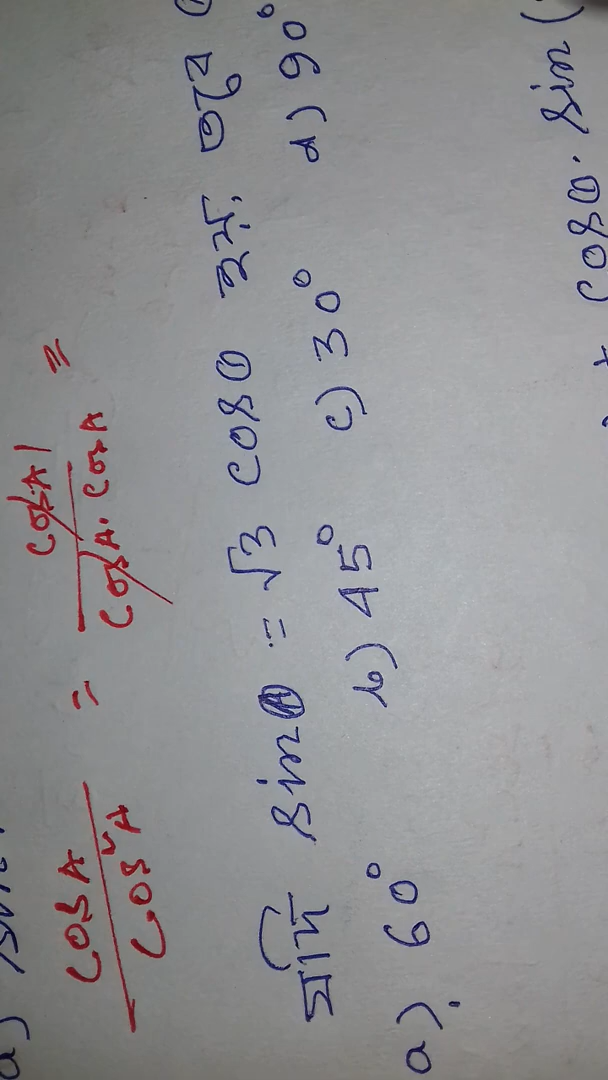 cosA / cos²A = cosA / cosA. cosA =
যদি sinθ = √3 cosθ হয়. তবে
a) 60° b) 45° c) 30° d) 90°
cosθ. sin(